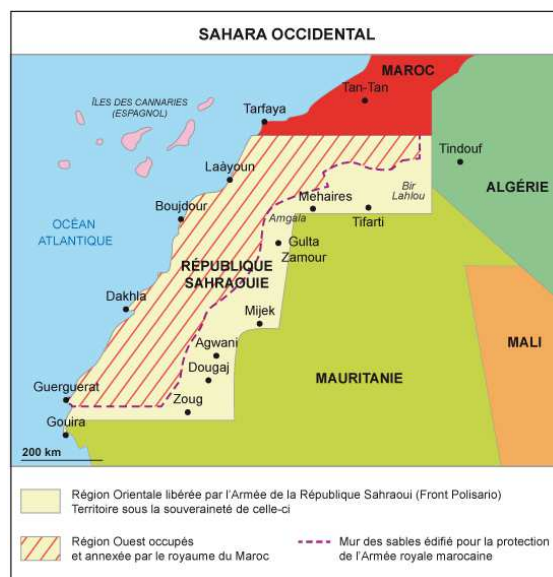 SAHARA OCCIDENTAL
MAROC
Tan-Tan
ÎLES DES CANNARIES
(ESPAGNOL)
Tarfaya
Tindouf
Laàyoun
ALGÉRIE
Bir
Lahlou
Mehaires
Boujdour
Amgala
Tifarti
OCÉAN
ATLANTIQUE
Gulta
Zamour
RÉPUBLIQUE
SAHRAOUIE
Dakhla
Mijek
MALI
Agwani
Dougaj
MAURITANIE
Guerguerat
Zoug
Gouira
200 km
Région Orientale libérée par l'Armée de la République Sahraoui (Front Polisario)
Territoire sous la souveraineté de celle-ci
Région Ouest occupés
et annexée par le royaume du Maroc
Mur des sables édifié pour la protection
de l'Armée royale marocaine